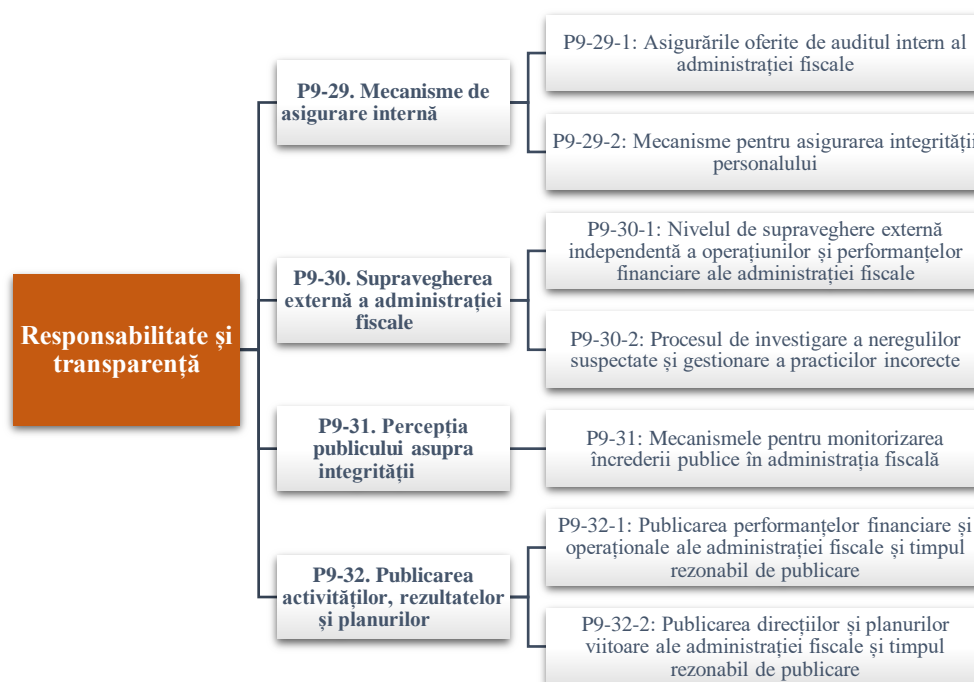 Responsabilitate și
transparență
P9-29. Mecanisme de
asigurare internă
P9-29-1: Asigurările oferite de auditul intern al
administrației fiscale
P9-29-2: Mecanisme pentru asigurarea integrității
personalului
P9-30. Supravegherea
externă a administrației
fiscale
P9-30-1: Nivelul de supraveghere externă
independentă a operațiunilor și performanțelor
financiare ale administrației fiscale
P9-30-2: Procesul de investigare a neregulilor
suspectate și gestionare a practicilor incorecte
P9-31. Percepția
publicului asupra
integrității
P9-31: Mecanismele pentru monitorizarea
încrederii publice în administrația fiscală
P9-32. Publicarea
activităților, rezultatelor
și planurilor
P9-32-1: Publicarea performanțelor financiare și
operaționale ale administrației fiscale și timpul
rezonabil de publicare
P9-32-2: Publicarea direcțiilor și planurilor
viitoare ale administrației fiscale și timpul
rezonabil de publicare